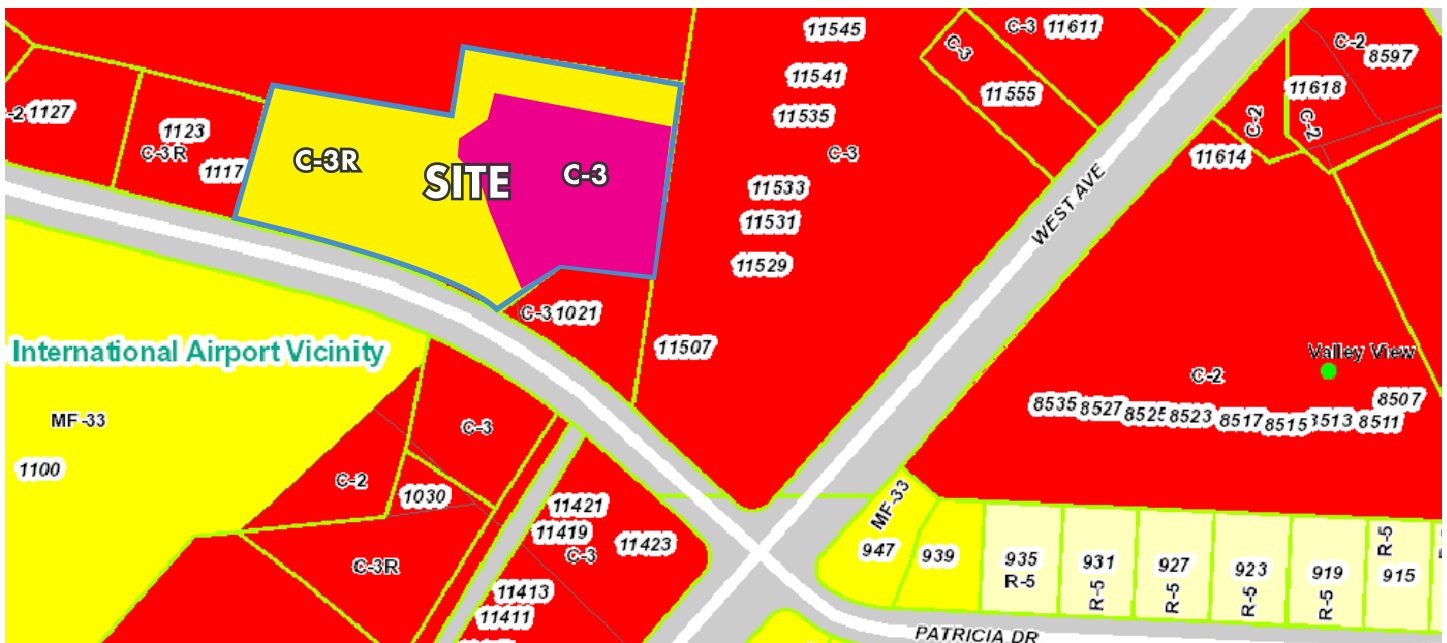 11545
C-3 11611
C-2
8597
C-3
11541
11555
11618
-2 1127
1123
C-3R
1117
C-3R
SITE
C-3
11535
C-3
C-2
C-2
11614
11533
11531
11529
WEST AVE
C-3 1021
11507
International Airport Vicinity
Valley View
C-2
8507
8535 8527 8525 8523 8517 8515 8513 8511
MF-33
1100
C-3
C-2
1030
C-3R
11421
11419
C-3
11423
11413
11411
MF-33
947
939
935
R-5
931
R-5
927
R-5
923
R-5
919
R-5
R-5
915
PATRICIA DR